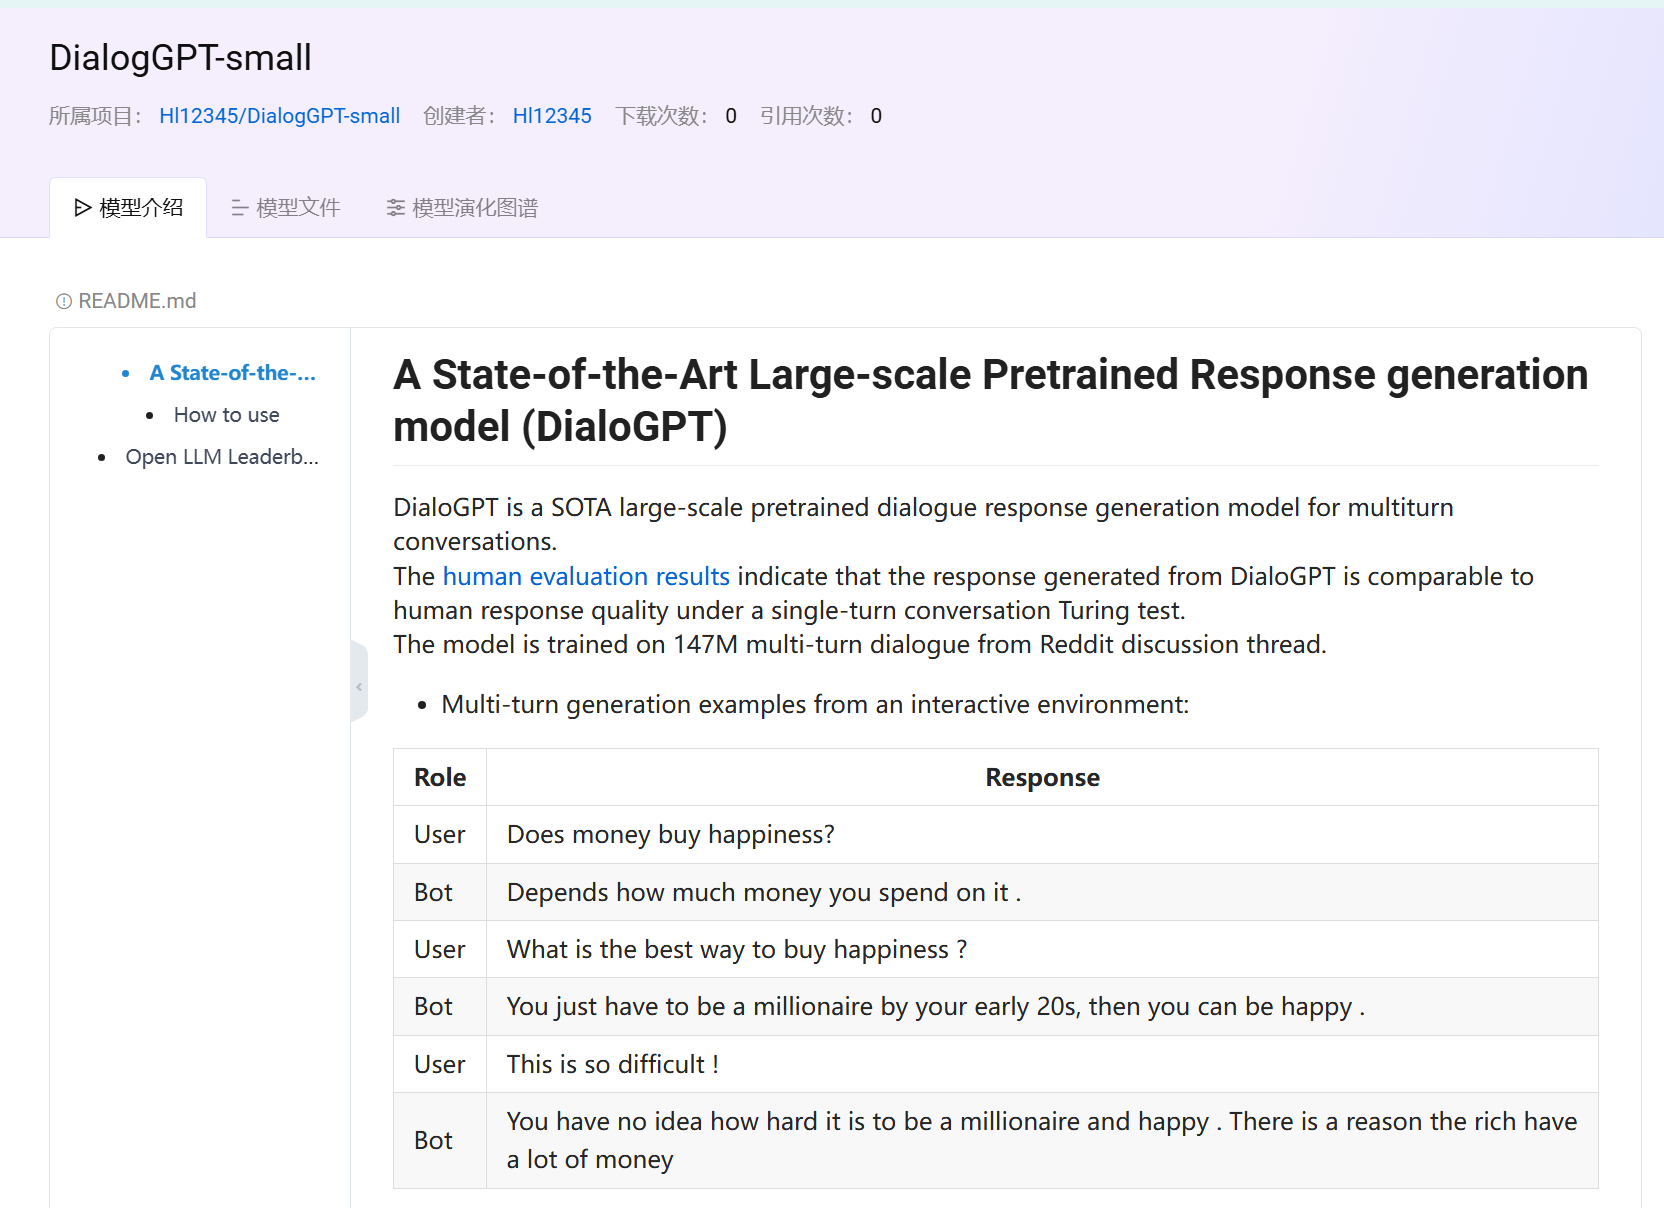 DialogGPT-small
所属项目： Hl12345/DialogGPT-small 创建者： Hl12345 下载次数： 0 引用次数： 0
模型介绍 模型文件 模型演化图谱
README.md
A State-of-the-...
How to use
Open LLM Leaderb...
A State-of-the-Art Large-scale Pretrained Response generation
model (DialoGPT)
DialoGPT is a SOTA large-scale pretrained dialogue response generation model for multiturn
conversations.
The human evaluation results indicate that the response generated from DialoGPT is comparable to
human response quality under a single-turn conversation Turing test.
The model is trained on 147M multi-turn dialogue from Reddit discussion thread.
• Multi-turn generation examples from an interactive environment:
Role Response
User Does money buy happiness?
Bot Depends how much money you spend on it .
User What is the best way to buy happiness ?
Bot You just have to be a millionaire by your early 20s, then you can be happy .
User This is so difficult !
Bot You have no idea how hard it is to be a millionaire and happy . There is a reason the rich have
a lot of money